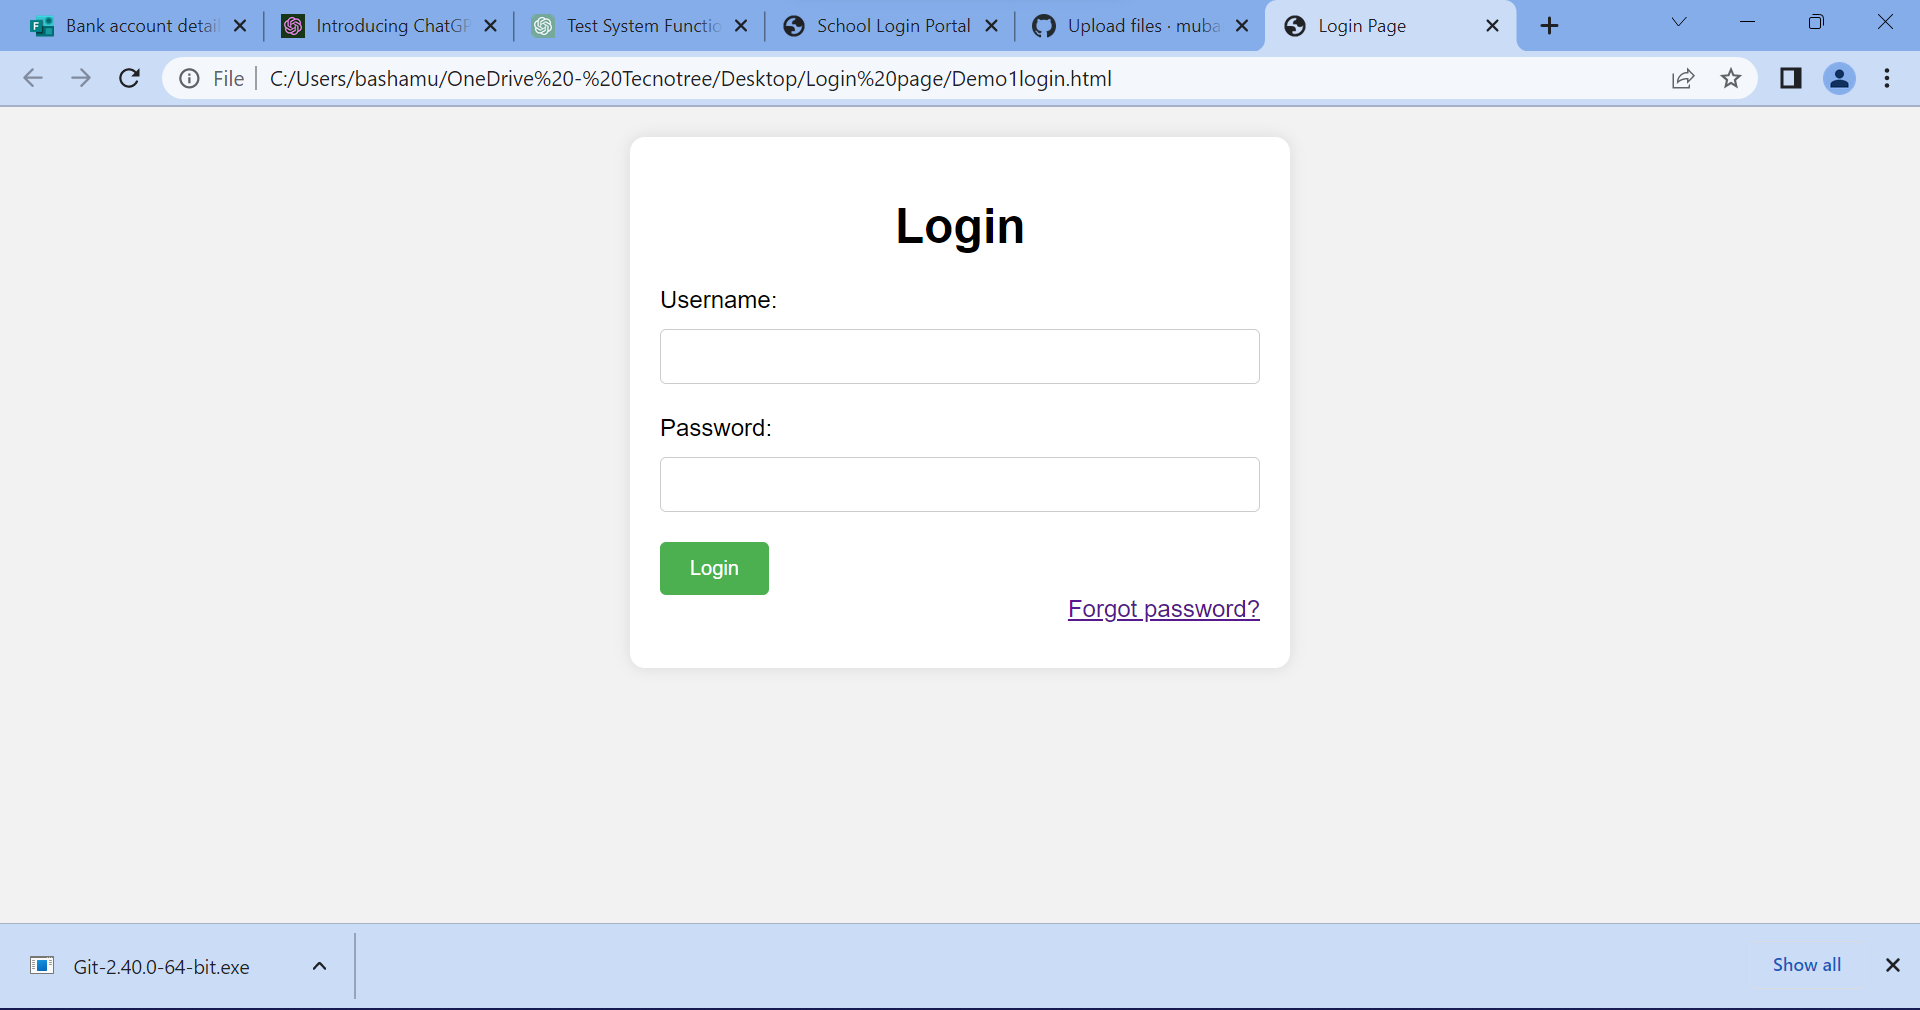 Bank account detail
Introducing ChatGP
Test System Functio
School Login Portal
Upload files · muba
Login Page
File
C:/Users/bashamu/OneDrive%20-%20Tecnotree/Desktop/Login%20page/Demo1login.html
Login
Username:
Password:
Login
Forgot password?
Git-2.40.0-64-bit.exe
Show all